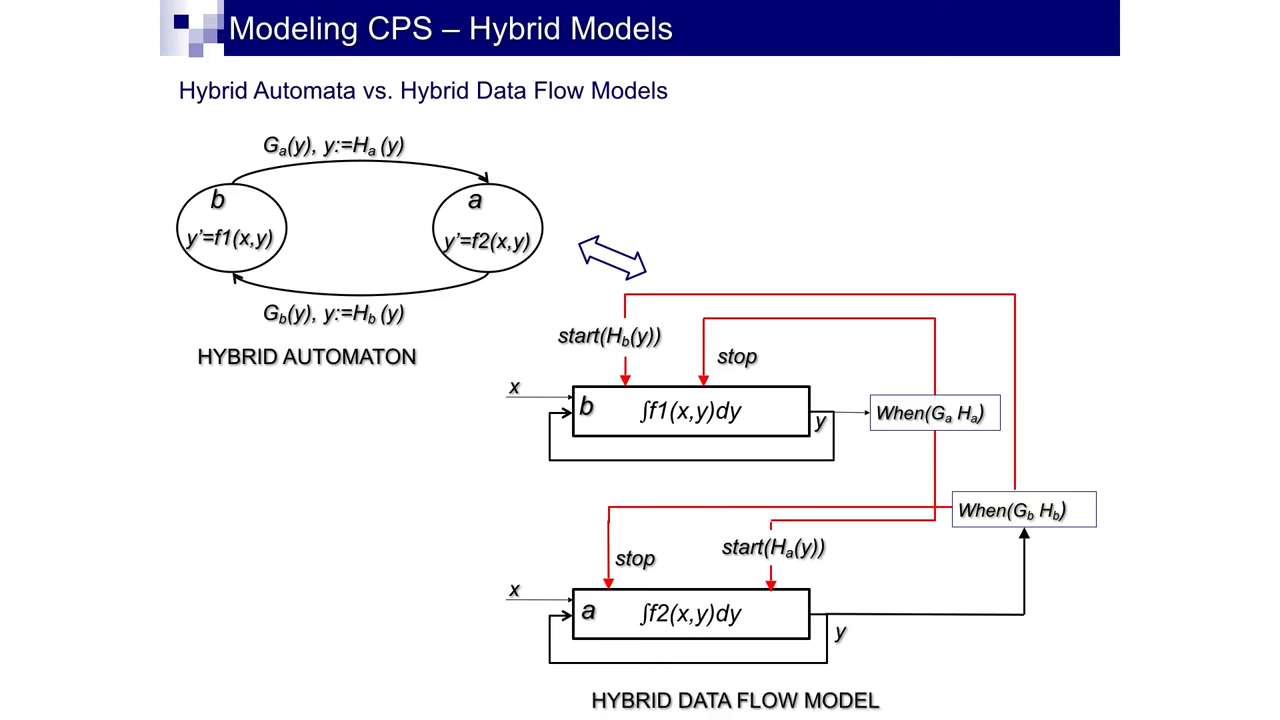 Modeling CPS – Hybrid Models
Hybrid Automata vs. Hybrid Data Flow Models
Ga(y), y:=Ha (y)
b
y’=f1(x,y)
a
y’=f2(x,y)
Gb(y), y:=Hb (y)
HYBRID AUTOMATON
start(Hb(y))
stop
x
b
∫f1(x,y)dy
y
When(Ga Ha)
When(Gb Hb)
stop
start(Ha(y))
x
a
∫f2(x,y)dy
y
HYBRID DATA FLOW MODEL